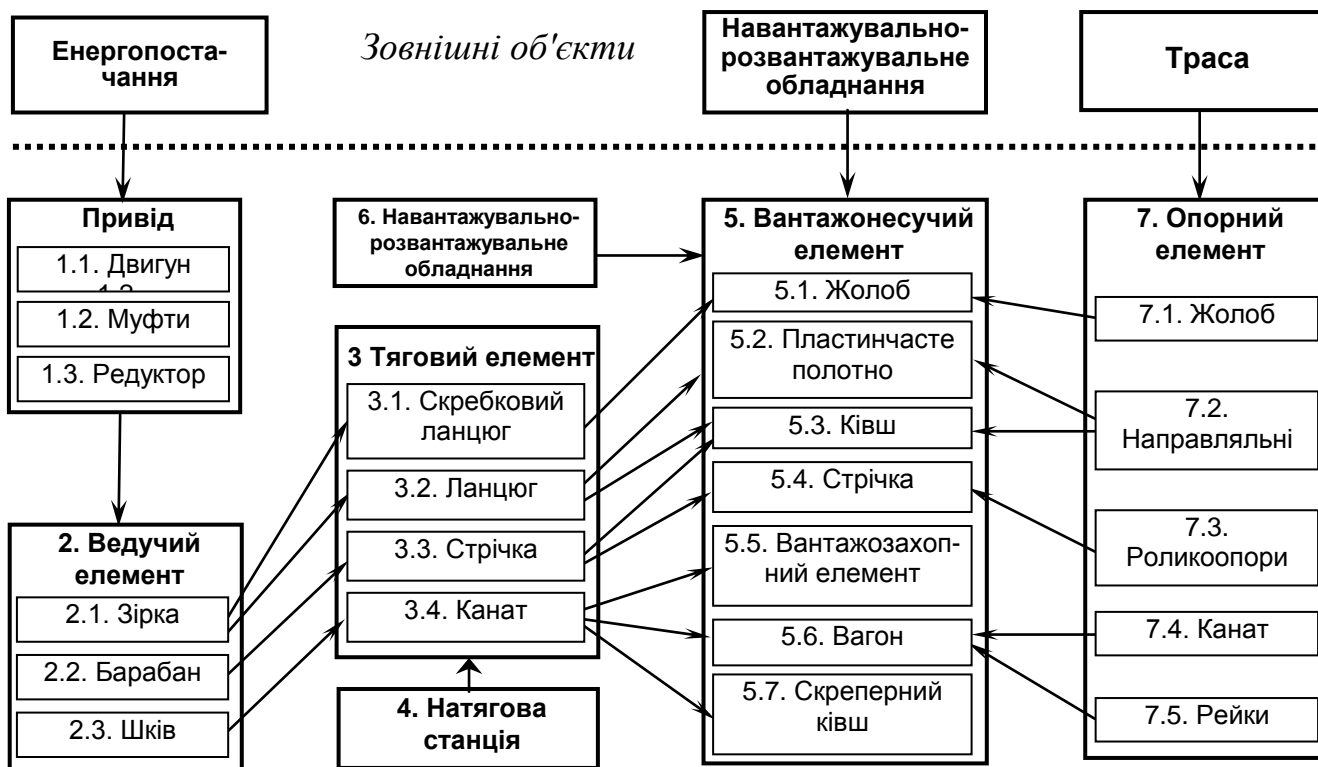 Енергопоста-
чання
Зовнішні об'єкти
Навантажувально-
розвантажувальне
обладнання
Траса
Привід
1.1. Двигун
1.2. Муфти
1.3. Редуктор
2. Ведучий
елемент
2.1. Зірка
2.2. Барабан
2.3. Шків
6. Навантажувально-
розвантажувальне
обладнання
3 Тяговий елемент
3.1. Скребковий
ланцюг
3.2. Ланцюг
3.3. Стрічка
3.4. Канат
4. Натягова
станція
5. Вантажонесучий
елемент
5.1. Жолоб
5.2. Пластинчасте
полотно
5.3. Ківш
5.4. Стрічка
5.5. Вантажозахоп-
ний елемент
5.6. Вагон
5.7. Скреперний
ківш
7. Опорний
елемент
7.1. Жолоб
7.2.
Направляльні
7.3.
Роликоопори
7.4. Канат
7.5. Рейки